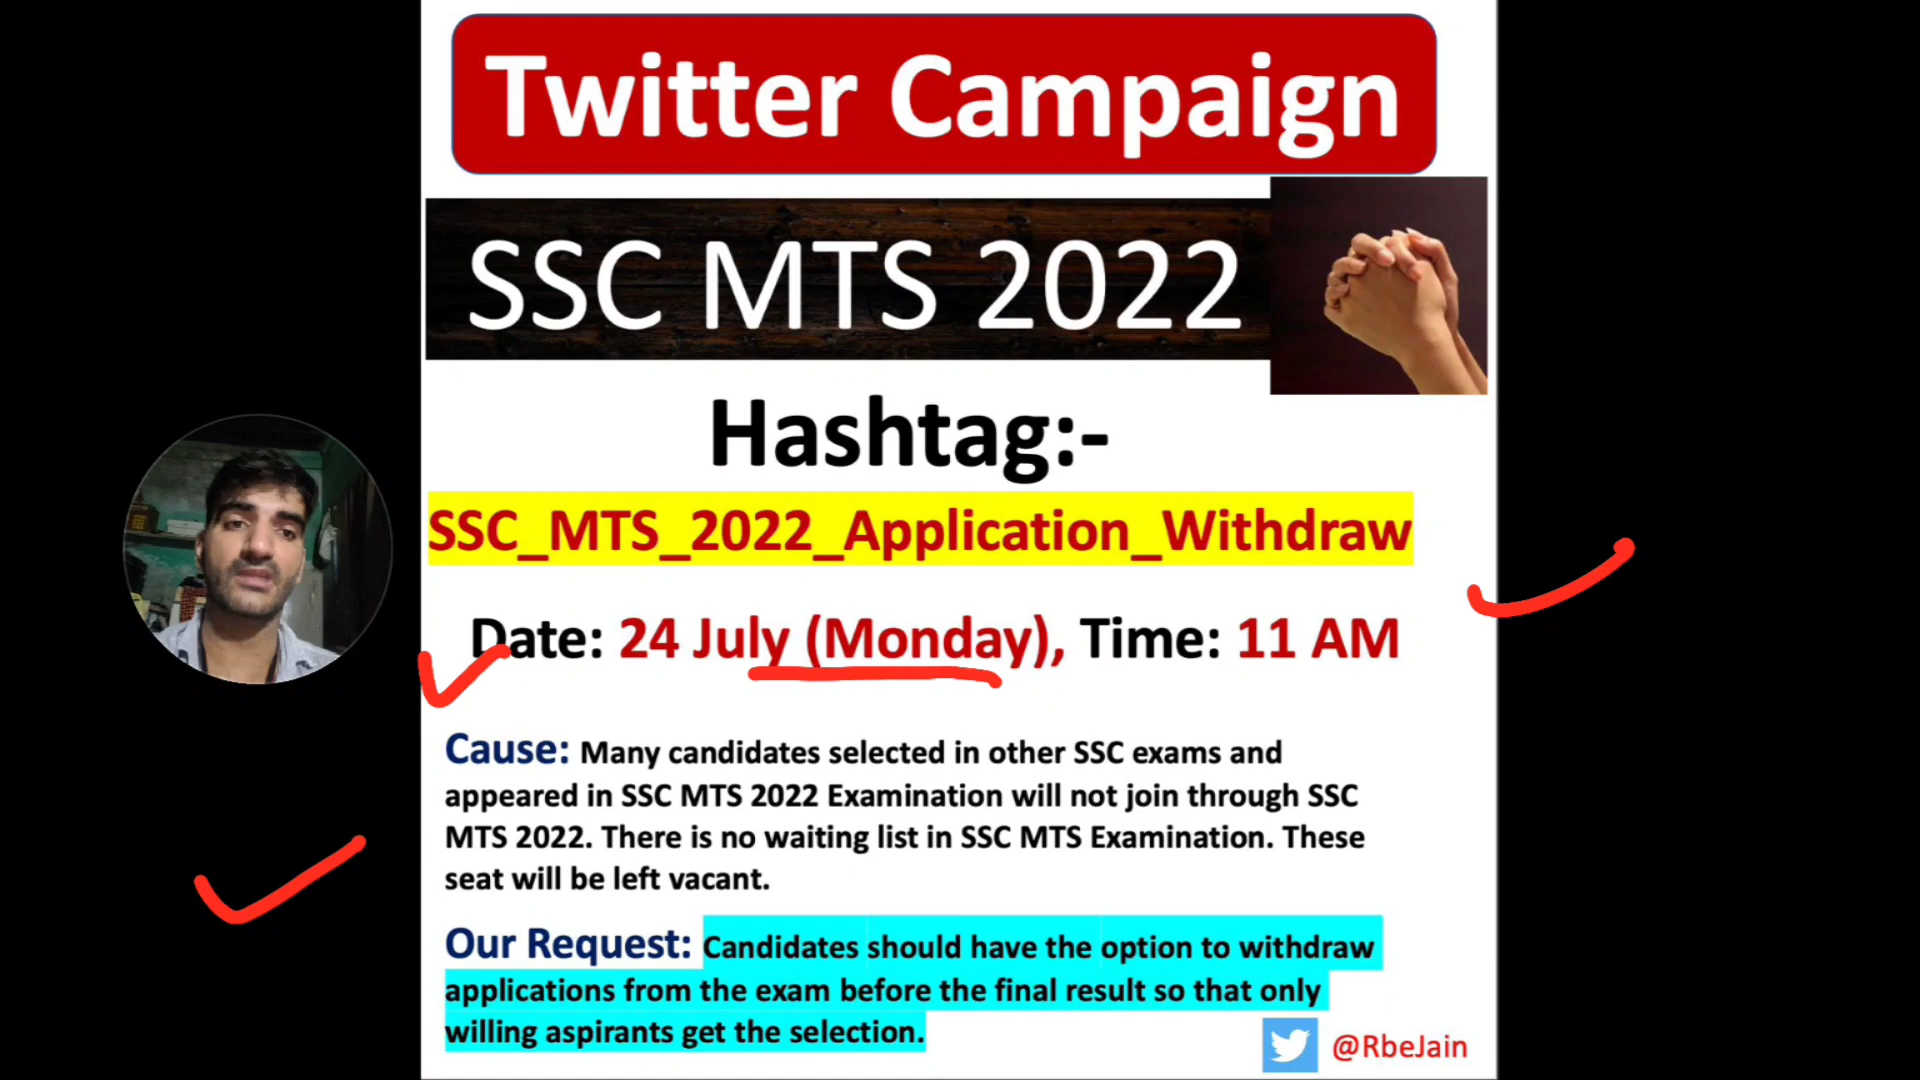 Twitter Campaign
SSC MTS 2022
Hashtag:-
SSC_MTS_2022_Application_Withdraw
Date: 24 July (Monday), Time: 11 AM
Cause: Many candidates selected in other SSC exams and
appeared in SSC MTS 2022 Examination will not join through SSC
MTS 2022. There is no waiting list in SSC MTS Examination. These
seat will be left vacant.
Our Request: Candidates should have the option to withdraw
applications from the exam before the final result so that only
willing aspirants get the selection.
@RbeJain